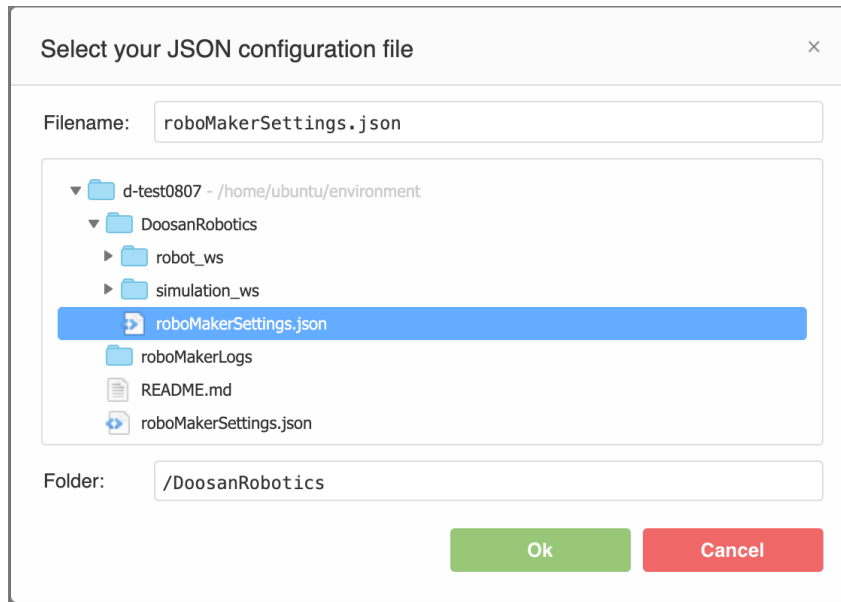 Select your JSON configuration file ×
Filename: roboMakerSettings.json
d-test0807 - /home/ubuntu/environment
DoosanRobotics
robot_ws
simulation_ws
roboMakerSettings.json
roboMakerLogs
README.md
roboMakerSettings.json
Folder: /DoosanRobotics
Ok Cancel